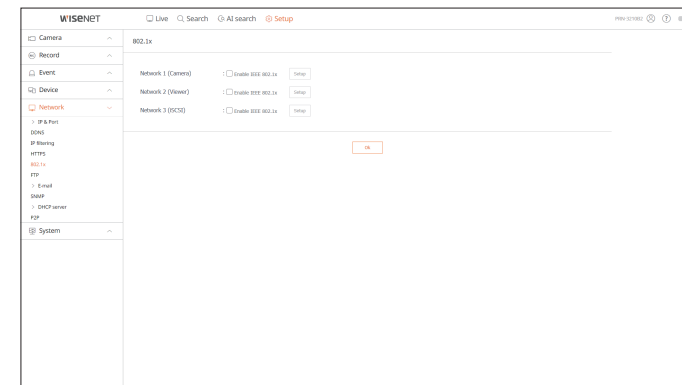 WISENET Live Search AI search Setup
Camera
Record
Event
Device
Network
> IP & Port
DDNS
IP filtering
HTTPS
802.1x
FTP
> E-mail
SNMP
> DHCP server
P2P
System
802.1x
Network 1 (Camera) : Enable IEEE 802.1x Setup
Network 2 (Viewer) : Enable IEEE 802.1x Setup
Network 3 (iSCSI) : Enable IEEE 802.1x Setup
Ok